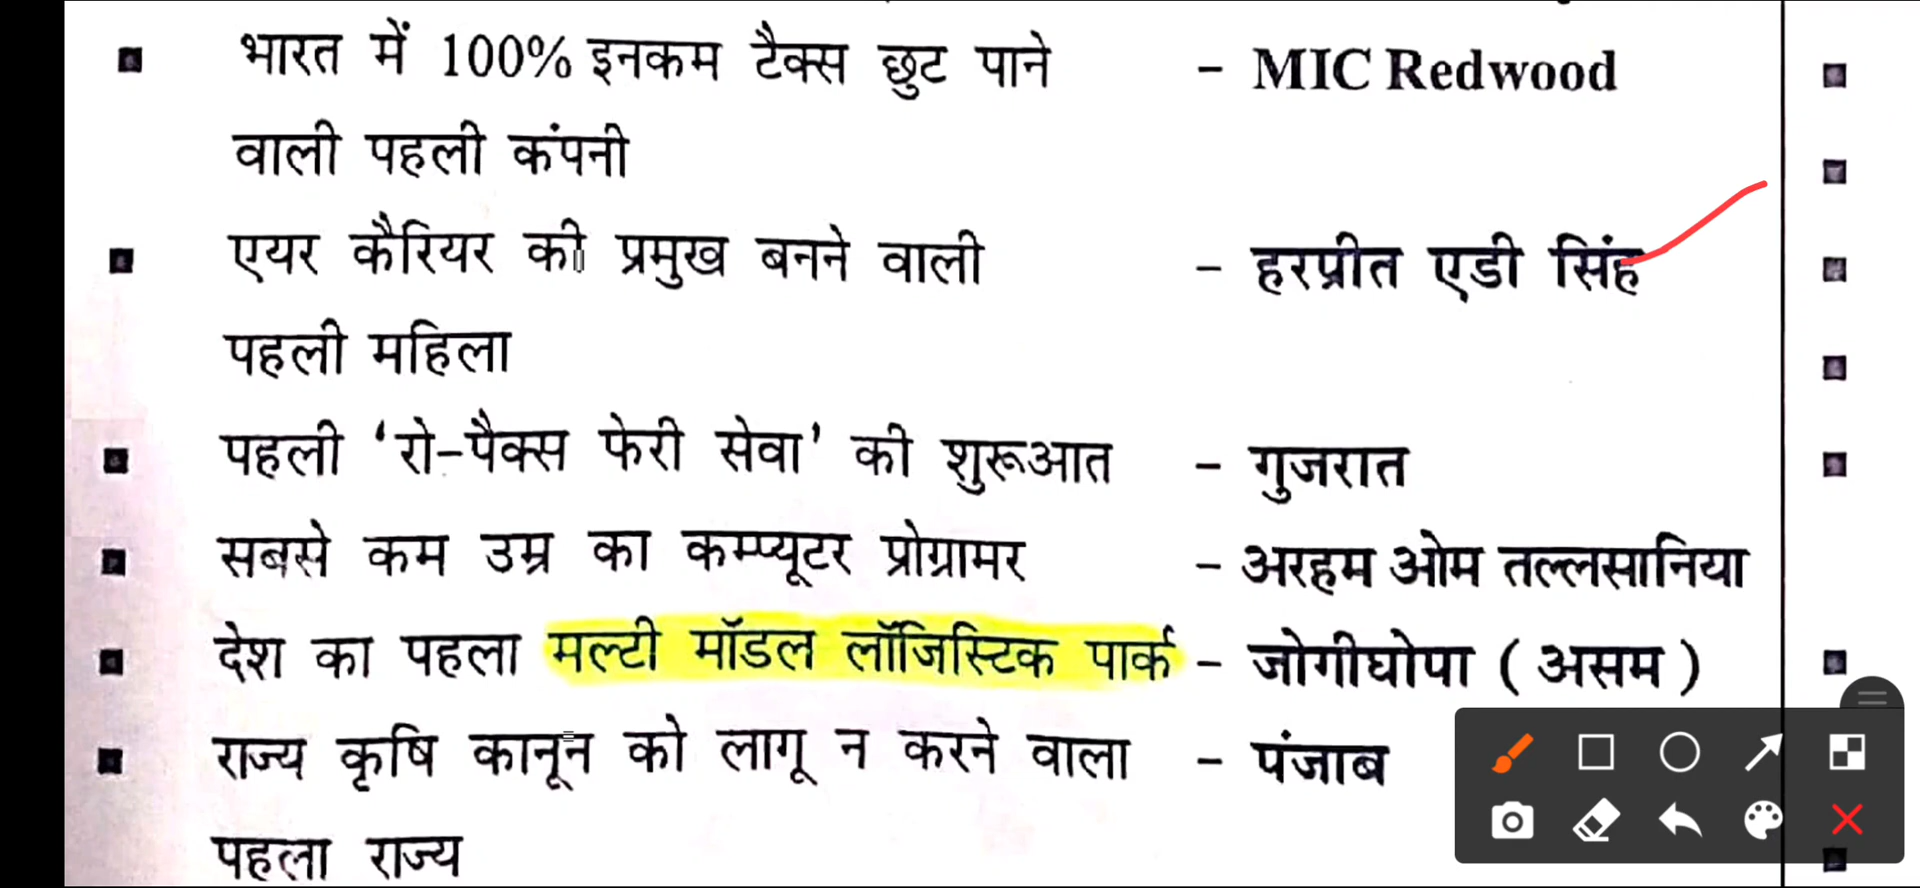 भारत में 100% इनकम टैक्स छुट पाने - MIC Redwood
वाली पहली कंपनी
एयर कैरियर की प्रमुख बनने वाली - हरप्रीत एडी सिंह
पहली महिला
पहली ‘रो-पैक्स फेरी सेवा’ की शुरूआत - गुजरात
सबसे कम उम्र का कम्प्यूटर प्रोग्रामर - अरहम ओम तल्लसानिया
देश का पहला मल्टी मॉडल लॉजिस्टिक पार्क - जोगीघोपा ( असम )
राज्य कृषि कानून को लागू न करने वाला - पंजाब
पहला राज्य